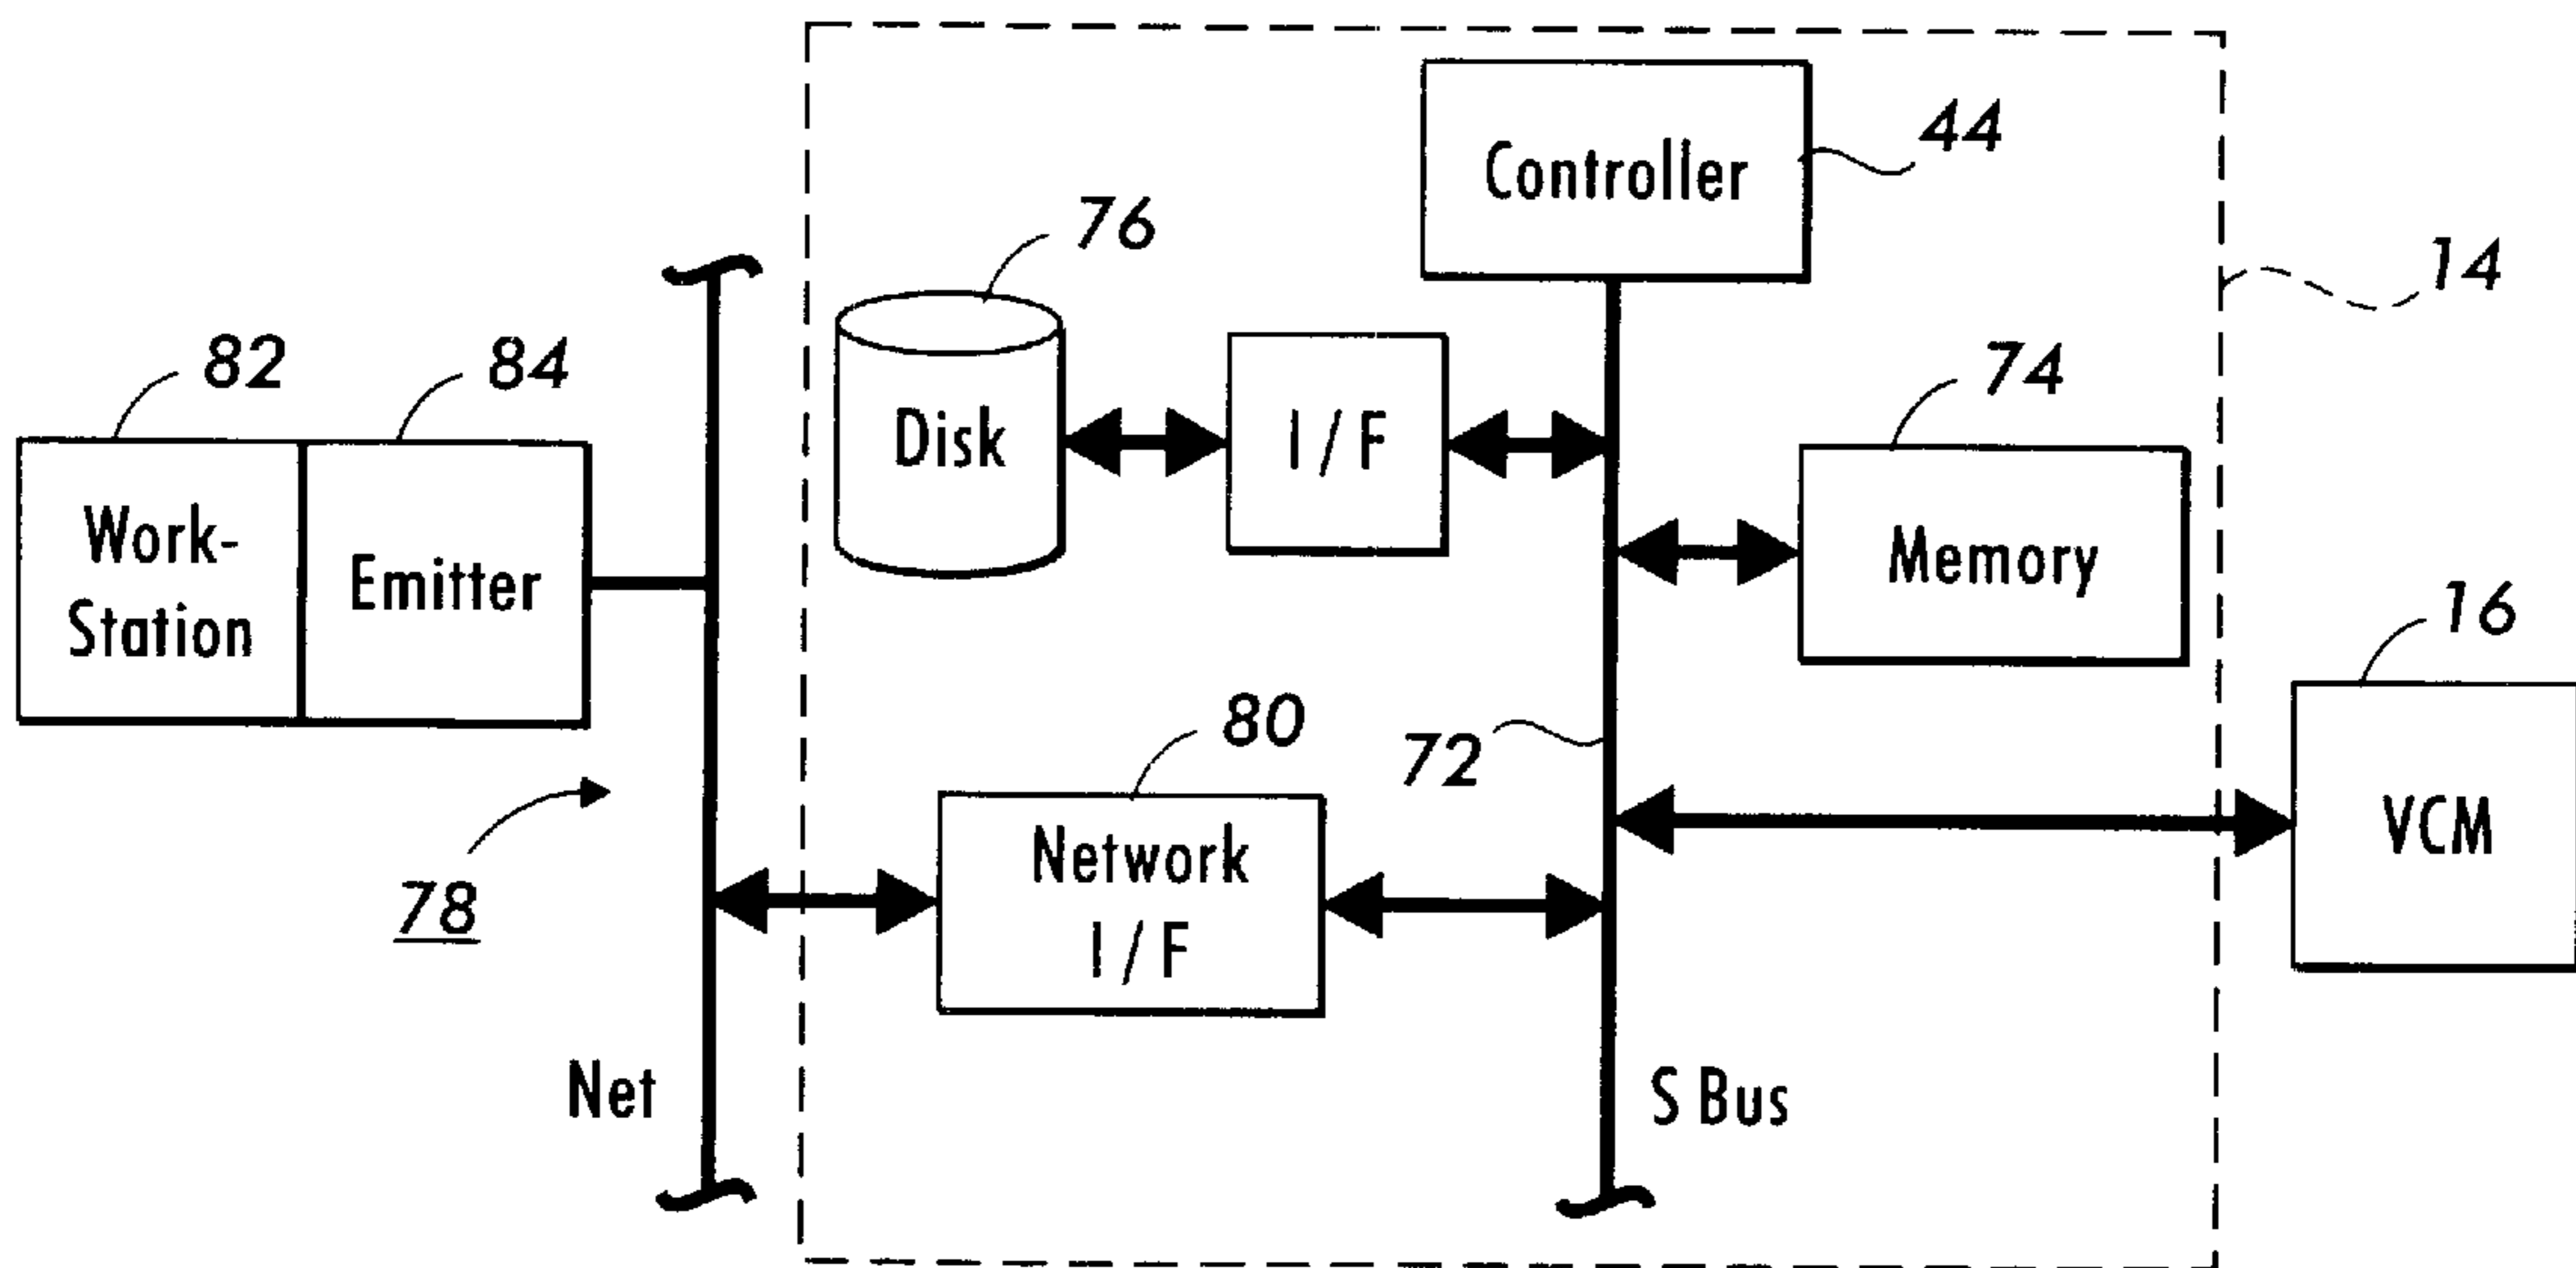 Controller
44
76
14
82
84
Disk
I / F
74
Work-
Station
Emitter
Memory
16
80
72
VCM
Network
I / F
78
Net
S Bus